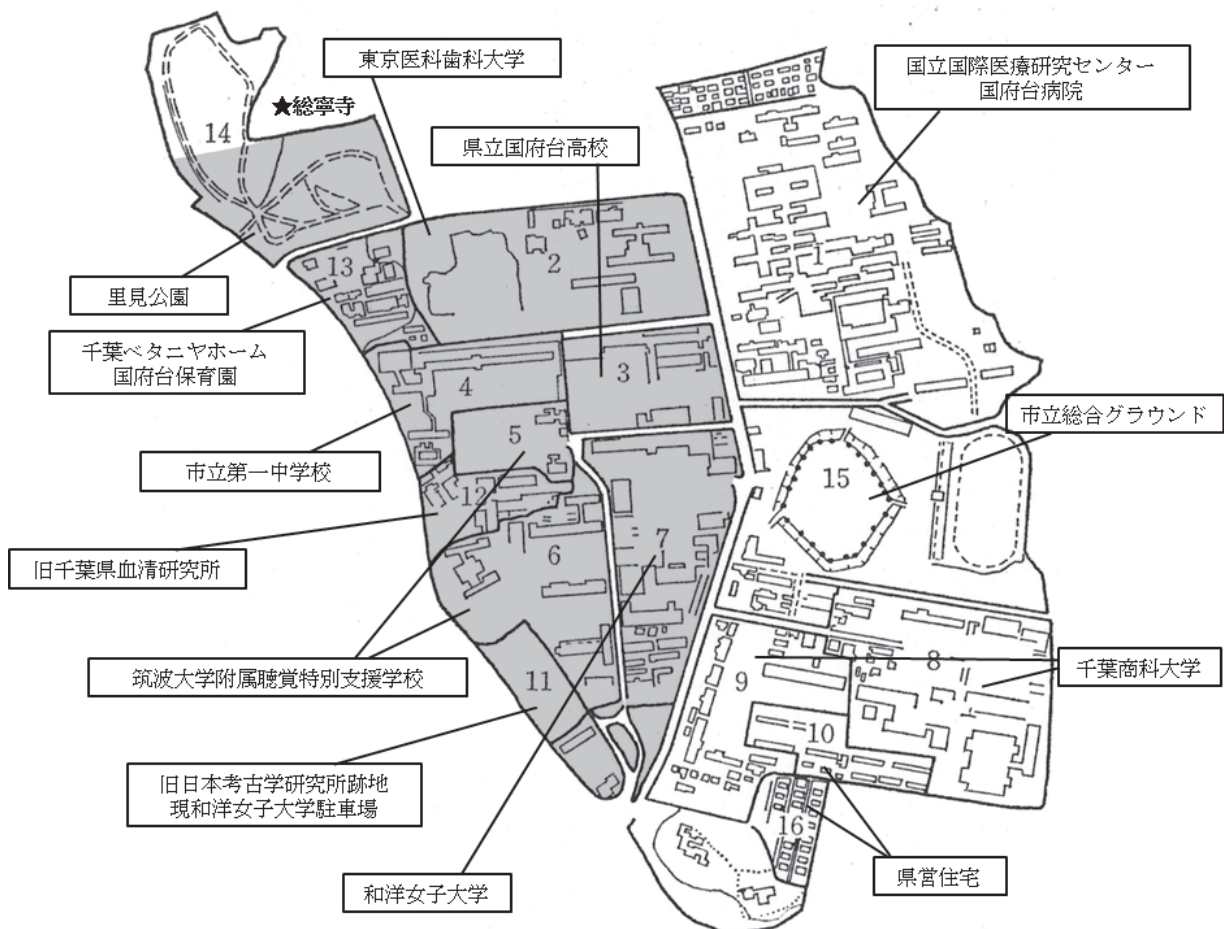 東京医科歯科大学
国立国際医療研究センター
国府台病院
★総寧寺
14
県立国府台高校
2
1
13
里見公園
千葉ベタニヤホーム
国府台保育園
3
4
市立総合グラウンド
5
市立第一中学校
15
12
旧千葉県血清研究所
6
7
筑波大学附属聴覚特別支援学校
8
千葉商科大学
11
9
10
旧日本考古学研究所跡地
現和洋女子大学駐車場
16
和洋女子大学
県営住宅